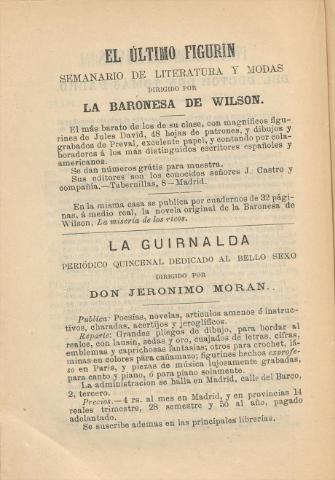 EL ÚLTIMO FIGURIN
SEMANARIO DE LITERATURA Y MODAS
DIRIGIDO POR
LA BARONESA DE WILSON.
El más barato de los de su clase, con magníficos figu-
rines de Jules David, 48 hojas de patrones, y dibujos y
grabados de Preval, excelente papel, y contando por cola-
boradores á los más distinguidos escritores españoles y
americanos.
Se dan números grátis para muestra.
Sus editores son los conocidos señores J. Castro y
compañía.—Tabernillas, 8—Madrid.
En la misma casa se publica por cuadernos de 32 pági-
nas, á medio real, la novela original de la Baronesa de
Wilson, La miseria de los ricos.
LA GUIRNALDA
PERIÓDICO QUINCENAL DEDICADO AL BELLO SEXO
DIRIGIDO POR
DON JERONIMO MORAN..
Publica: Poesías, novelas, artículos amenos é instruc-
tivos, charadas, acertijos y jeroglíficos.
Reparte: Grandes pliegos de dibujo, para bordar al
realce, con lausin, sedas y oro, cuajados de letras, cifras,
emblemas y caprichosas fantasías; otros para crochet, lá-
minas en colores para cañamazo; figurines hechos exprofe-
so en París, y piezas de música lujosamente grabadas,
para canto y piano, ó para piano solamente.
La administracion se halla en Madrid, calle del Barco,
2, tercero.
Precios.—4 rs. al mes en Madrid, y en provincias 14
reales trimestre, 28 semestre y 50 al año, pagado
adelantado.
Se suscribe ademas en las principales librerías.